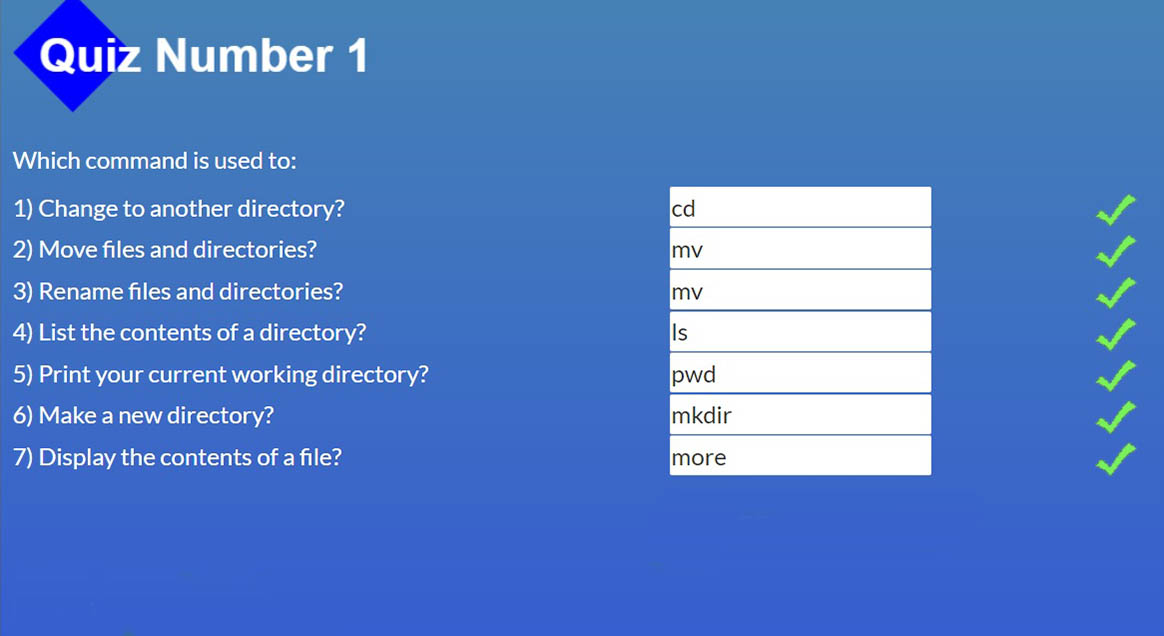 Quiz Number 1
Which command is used to:
1) Change to another directory? cd
2) Move files and directories? mv
3) Rename files and directories? mv
4) List the contents of a directory? ls
5) Print your current working directory? pwd
6) Make a new directory? mkdir
7) Display the contents of a file? more